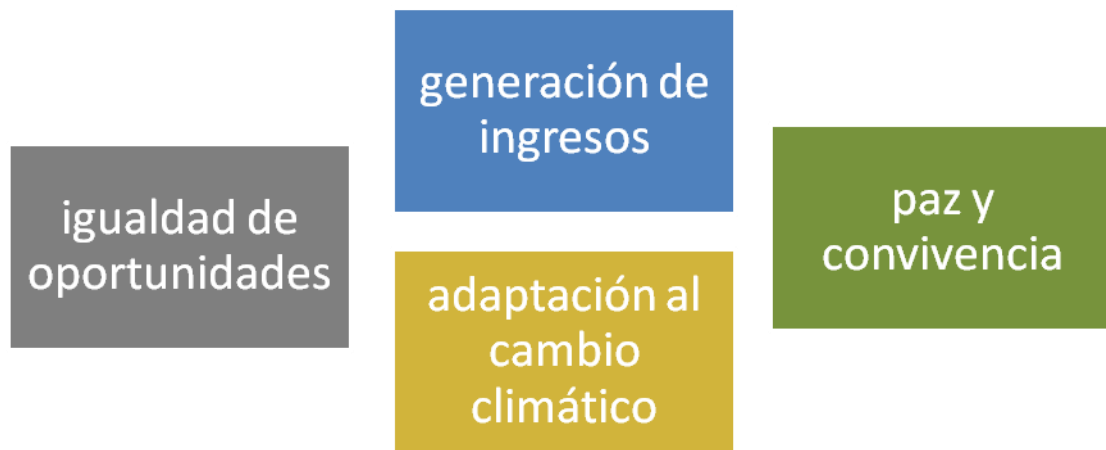 igualdad de
oportunidades
generación de
ingresos
adaptación al
cambio
climático
paz y
convivencia